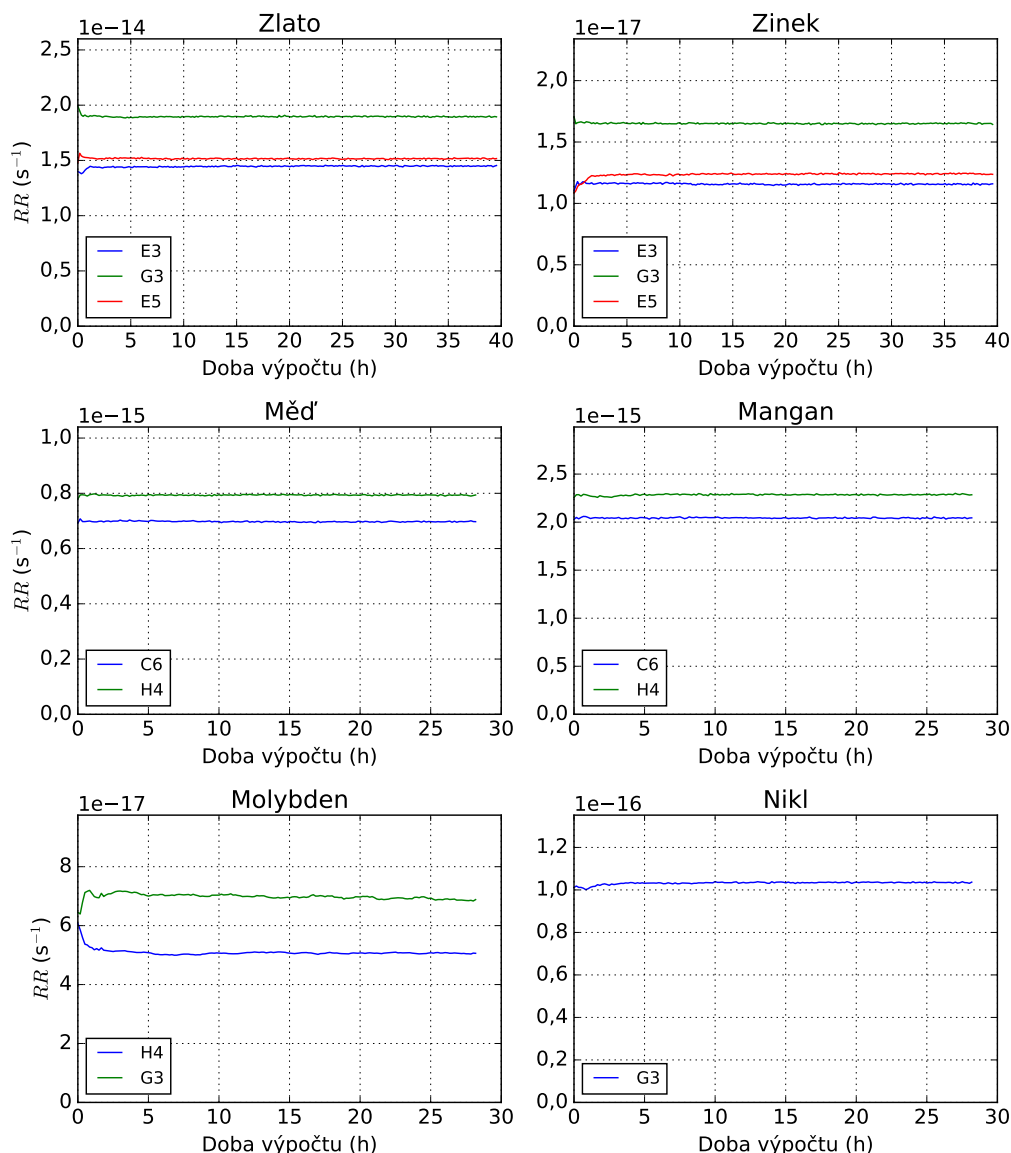 Zlato
1e−14
2,5
2,0
1,5
1,0
0,5
0,0
RR (s⁻¹)
E3
G3
E5
0 5 10 15 20 25 30 35 40
Doba výpočtu (h)
Zinek
1e−17
2,0
1,5
1,0
0,5
0,0
E3
G3
E5
0 5 10 15 20 25 30 35 40
Doba výpočtu (h)
Měď
1e−15
1,0
0,8
0,6
0,4
0,2
0,0
RR (s⁻¹)
C6
H4
0 5 10 15 20 25 30
Doba výpočtu (h)
Mangan
1e−15
2,5
2,0
1,5
1,0
0,5
0,0
C6
H4
0 5 10 15 20 25 30
Doba výpočtu (h)
Molybden
1e−17
8
6
4
2
0
RR (s⁻¹)
H4
G3
0 5 10 15 20 25 30
Doba výpočtu (h)
Nikl
1e−16
1,2
1,0
0,8
0,6
0,4
0,2
0,0
G3
0 5 10 15 20 25 30
Doba výpočtu (h)